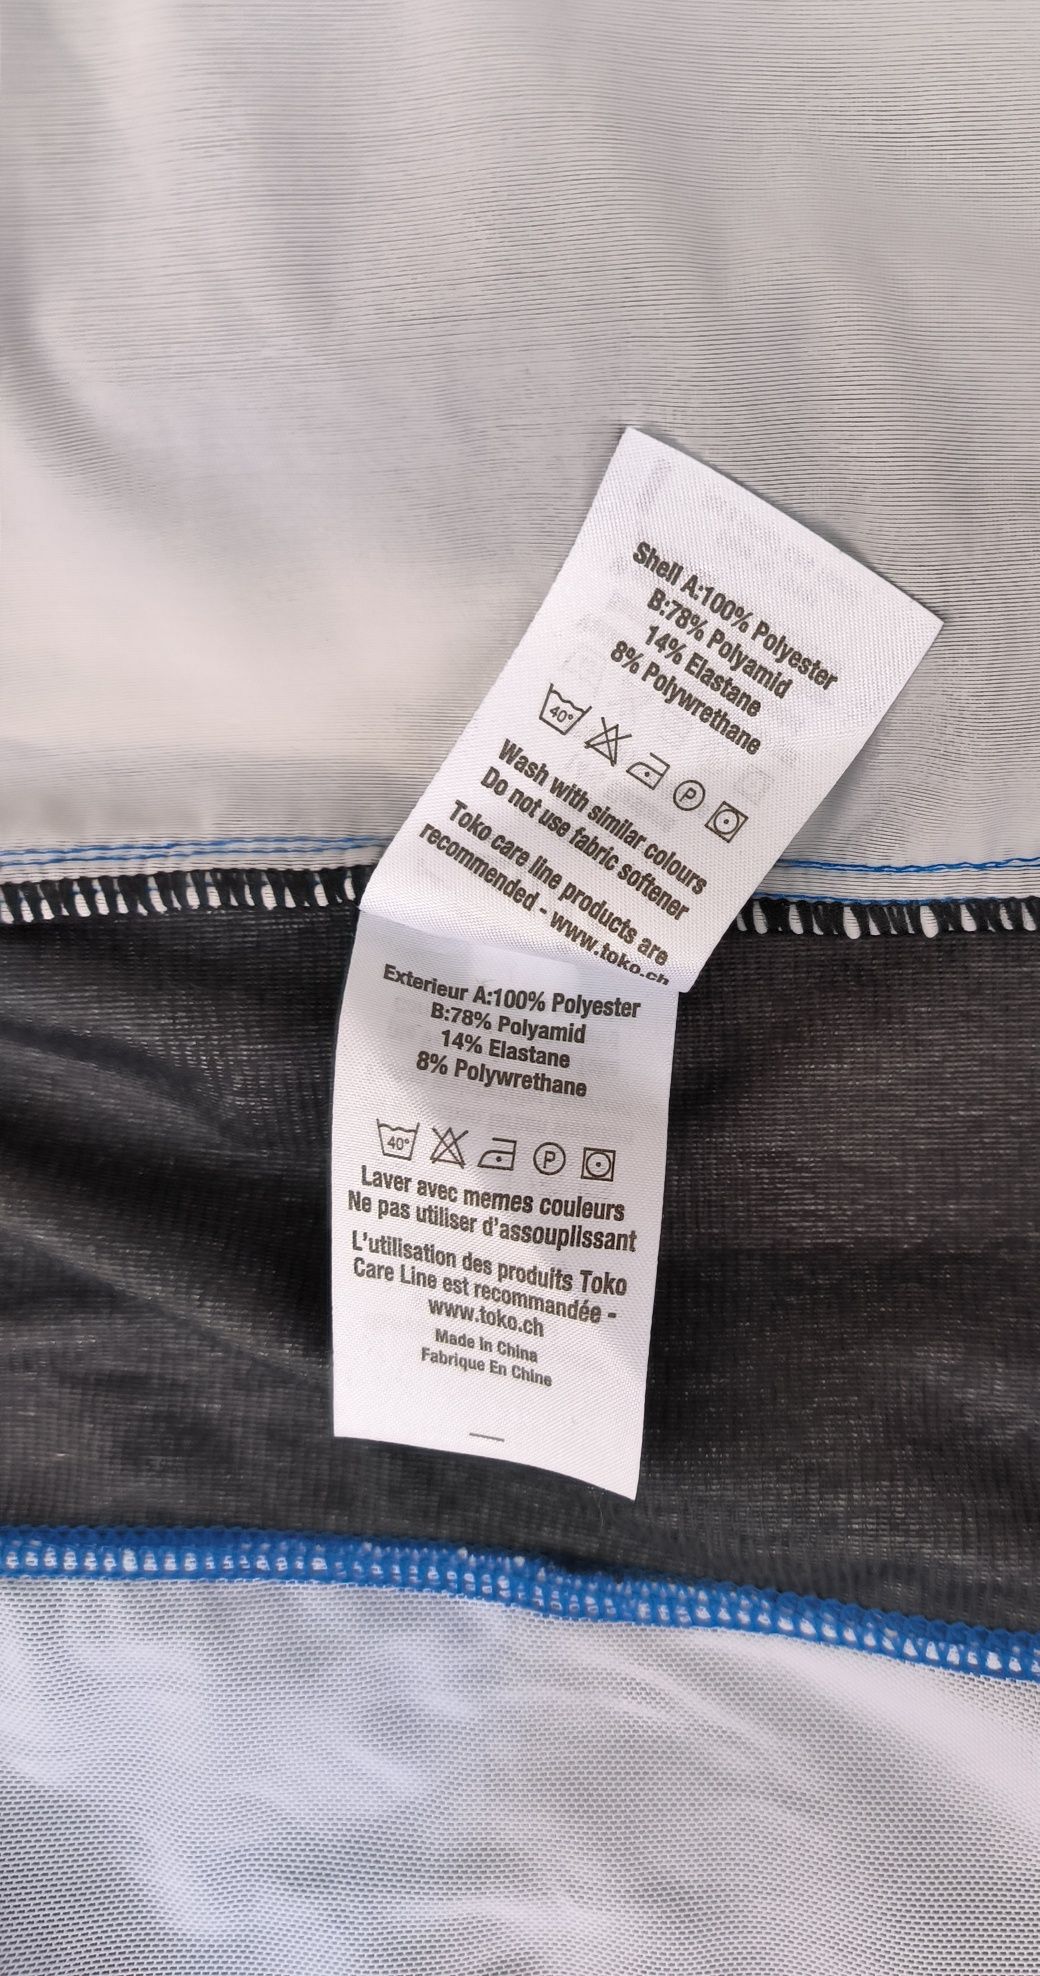 Shell A:100% Polyester
B:78% Polyamid
14% Elastane
8% Polywrethane
40°
P
Wash with similar colours
Do not use fabric softener
Toko care line products are
recommended - www.toko.ch
Exterieur A:100% Polyester
B:78% Polyamid
14% Elastane
8% Polywrethane
40°
P
Laver avec memes couleurs
Ne pas utiliser d'assouplissant
L'utilisation des produits Toko
Care Line est recommandée -
www.toko.ch
Made In China
Fabrique En Chine